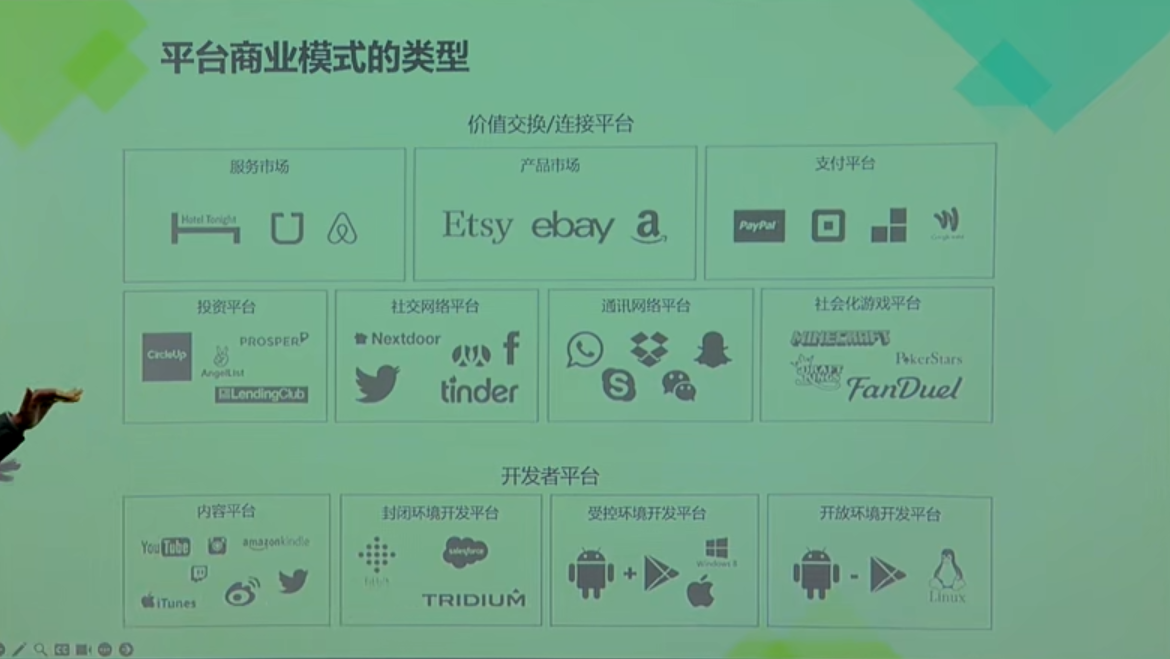 平台商业模式的类型
价值交换/连接平台
服务市场
产品市场
支付平台
Hotel Tonight
Etsy ebay a
PayPal
投资平台
社交网络平台
通讯网络平台
社会化游戏平台
CircleUp
PROSPER
AngelList
LendingClub
Nextdoor
f
tinder
S
MINECRAFT
PokerStars
DRAFT
KINGS
FanDuel
开发者平台
内容平台
封闭环境开发平台
受控环境开发平台
开放环境开发平台
YouTube
amazonkindle
iTunes
salesforce
TRIDIUM
+
Windows 8
-
Linux